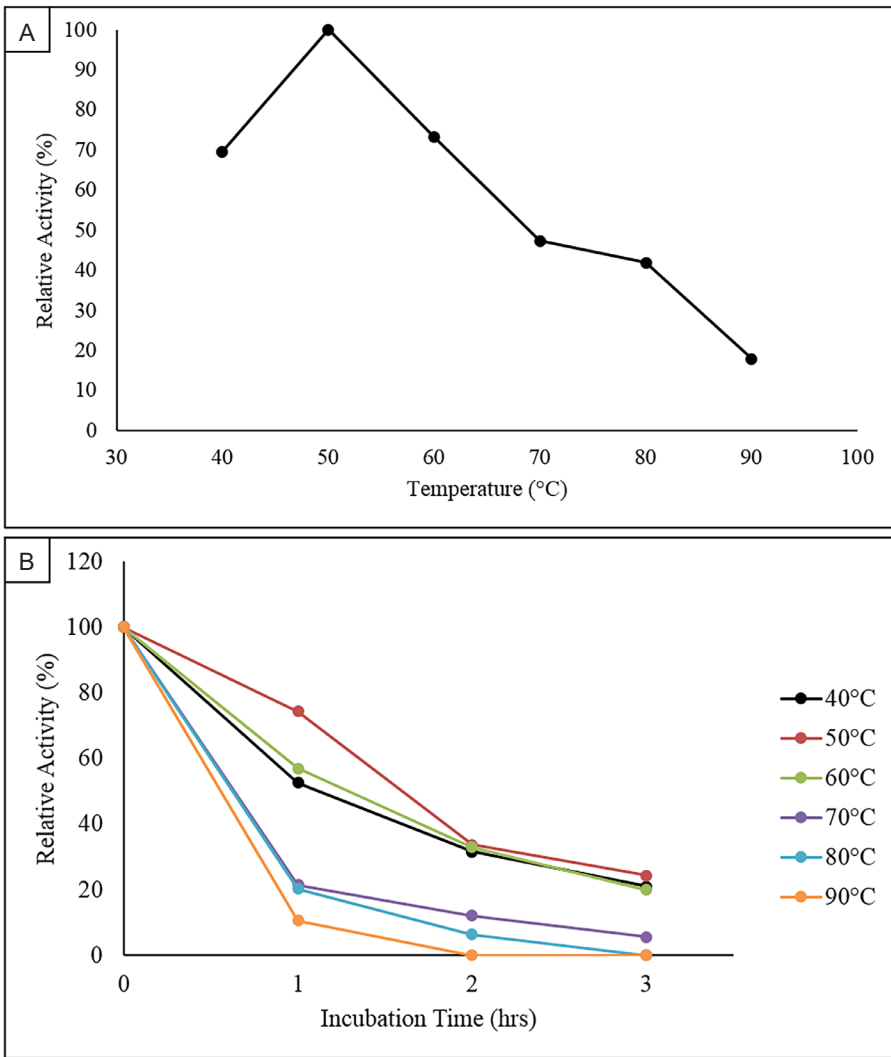 A
100
90
80
70
60
50
40
30
20
10
0
Relative Activity (%)
30 40 50 60 70 80 90 100
Temperature (°C)
B
120
100
80
60
40
20
0
Relative Activity (%)
0 1 2 3
Incubation Time (hrs)
40°C
50°C
60°C
70°C
80°C
90°C